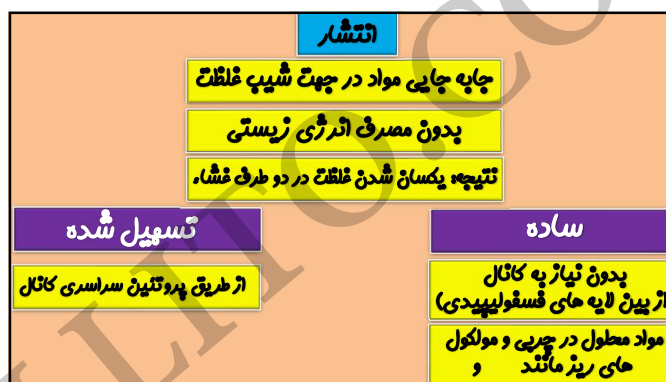 انتشار
جابه جایی مواد در جهت شیب غلظت
بدون مصرف انرژی زیستی
نتیجه: یکسان شدن غلظت در دو طرف غشاء
تسهیل شده
ساده
از طریق پروتئین سراسری کانال
بدون نیاز به کانال
از بین لایه های فسفولیپیدی)
مواد محلول در چربی و مولکول
های ریز مانند و